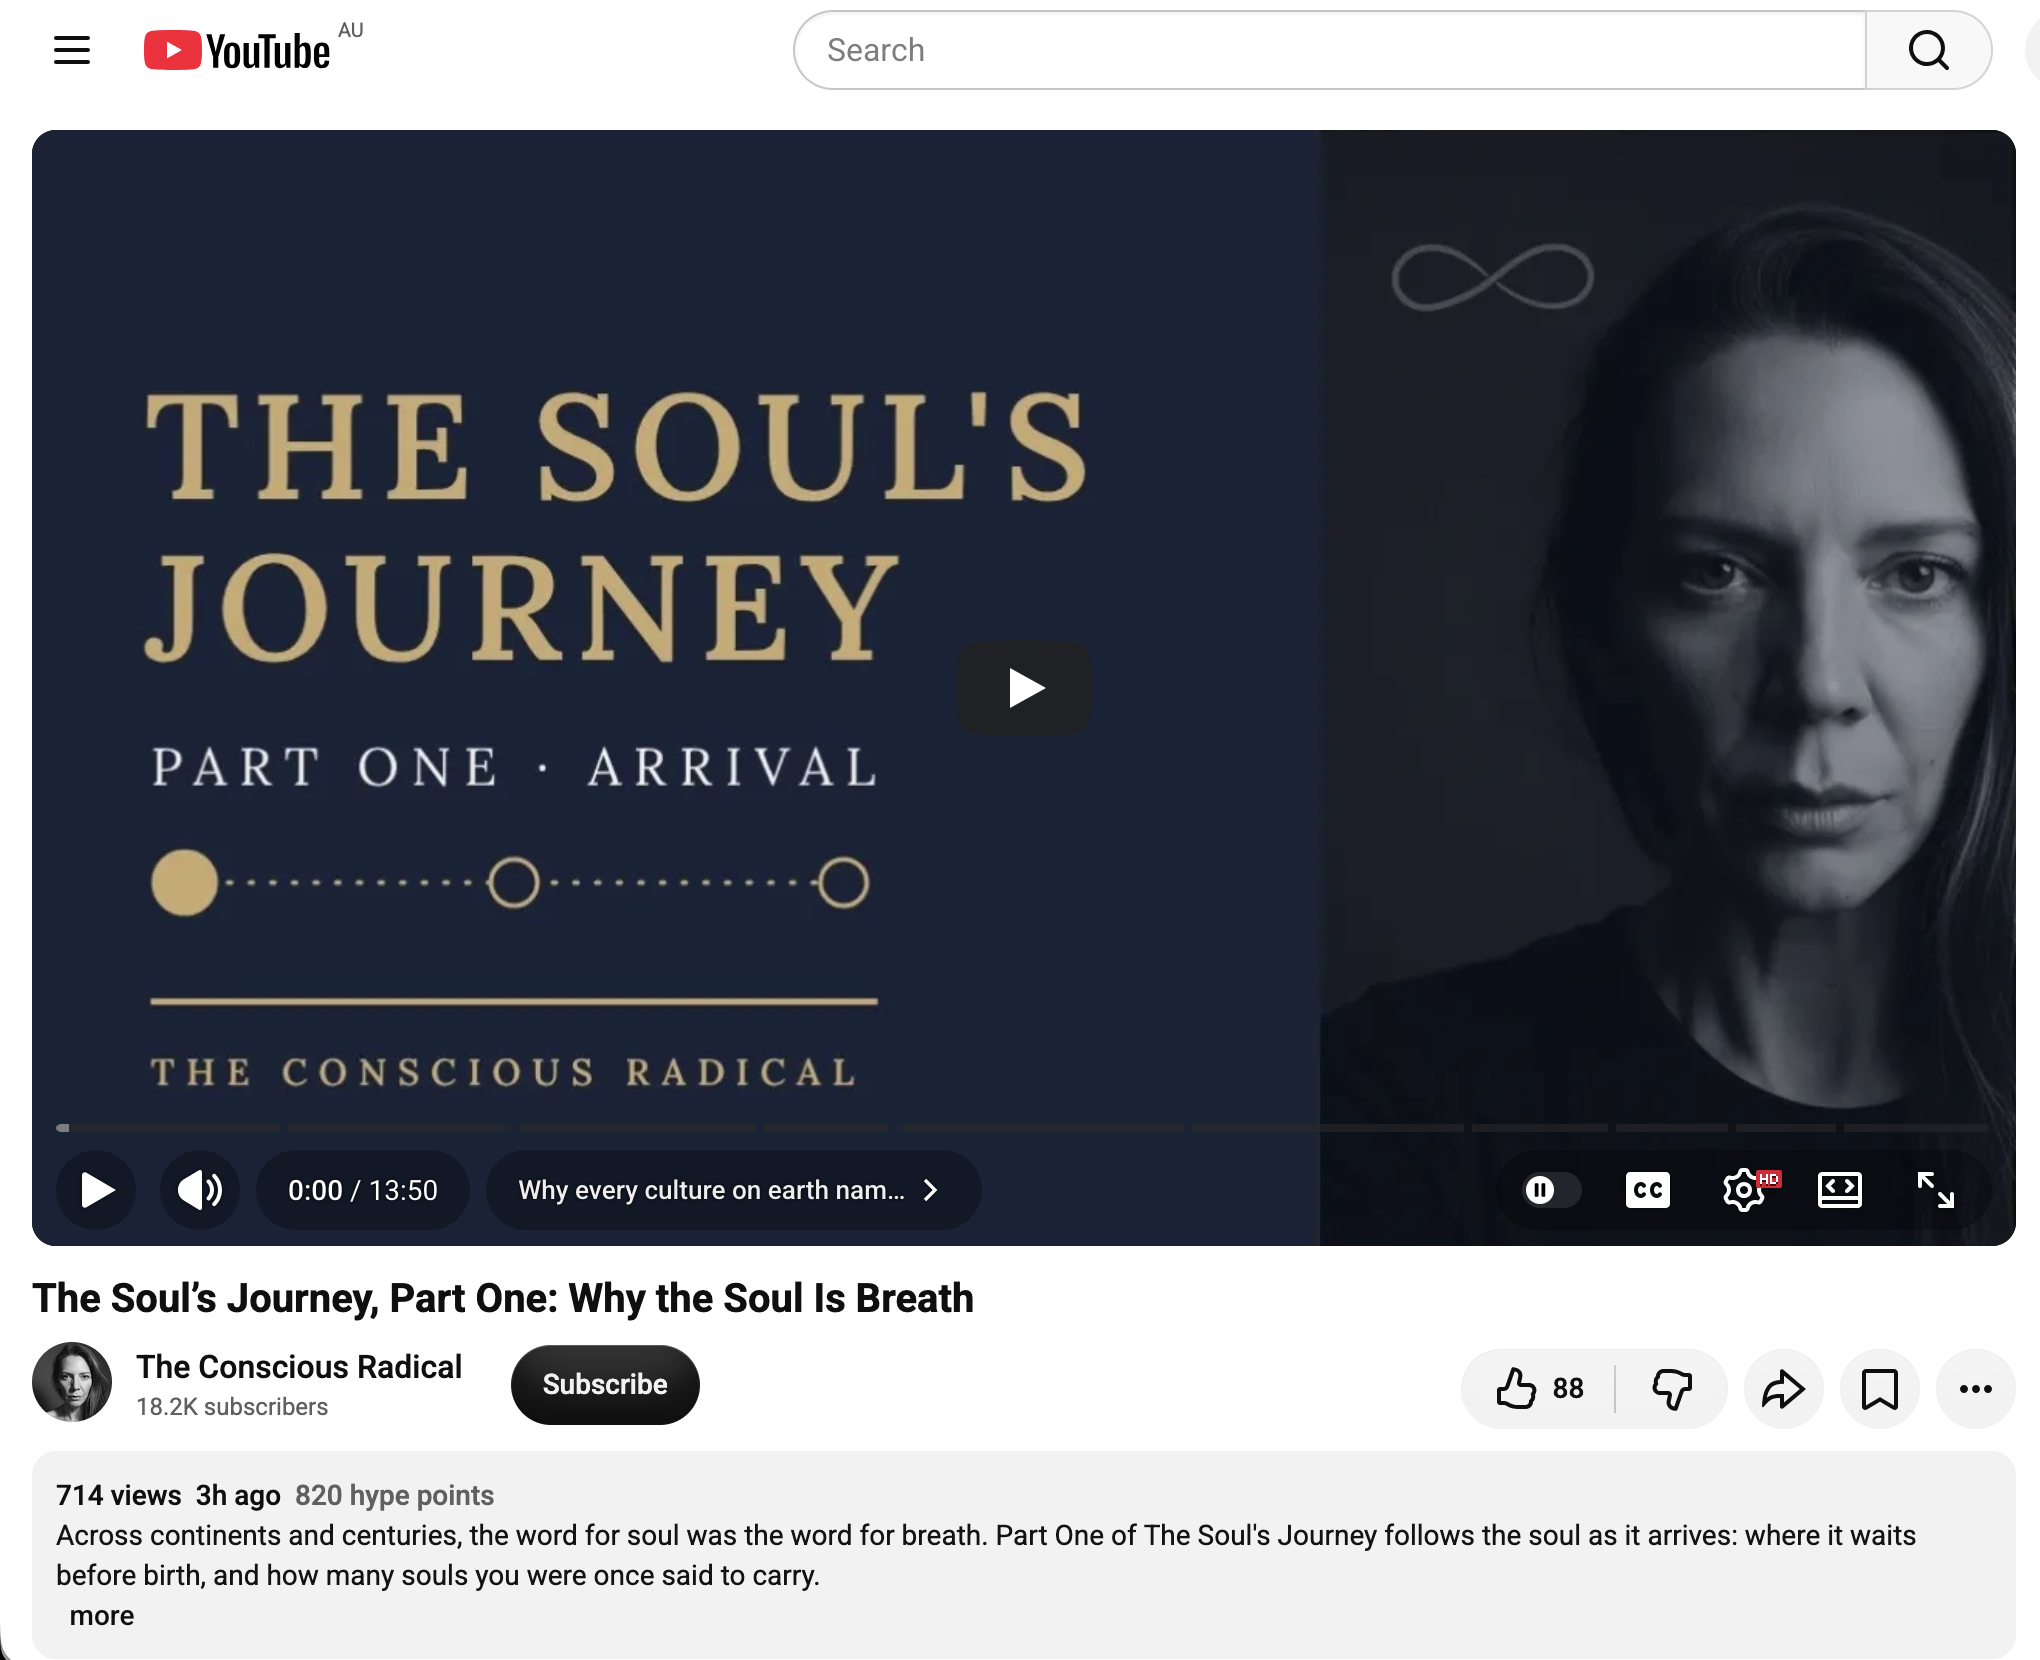 YouTube AU
Search
THE SOUL'S
JOURNEY
PART ONE · ARRIVAL
THE CONSCIOUS RADICAL
0:00 / 13:50
Why every culture on earth nam...
CC
HD
The Soul’s Journey, Part One: Why the Soul Is Breath
The Conscious Radical
18.2K subscribers
Subscribe
88
714 views 3h ago 820 hype points
Across continents and centuries, the word for soul was the word for breath. Part One of The Soul's Journey follows the soul as it arrives: where it waits
before birth, and how many souls you were once said to carry.
more